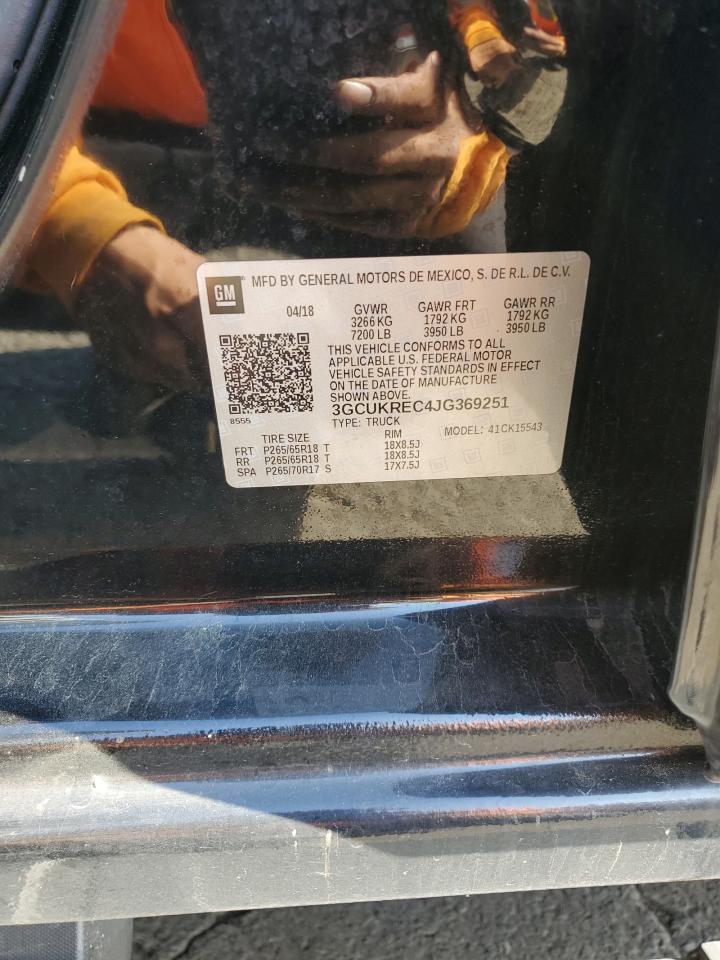 GM ® MFD BY GENERAL MOTORS DE MEXICO, S. DE R.L. DE C.V.
04/18 GVWR GAWR FRT GAWR RR
3266 KG 1792 KG 1792 KG
7200 LB 3950 LB 3950 LB
THIS VEHICLE CONFORMS TO ALL
APPLICABLE U.S. FEDERAL MOTOR
VEHICLE SAFETY STANDARDS IN EFFECT
ON THE DATE OF MANUFACTURE
SHOWN ABOVE.
8555 3GCUKREC4JG369251
TYPE: TRUCK MODEL: 41CK15543
TIRE SIZE RIM
FRT P265/65R18 T 18X8.5J
RR P265/65R18 T 18X8.5J
SPA P265/70R17 S 17X7.5J